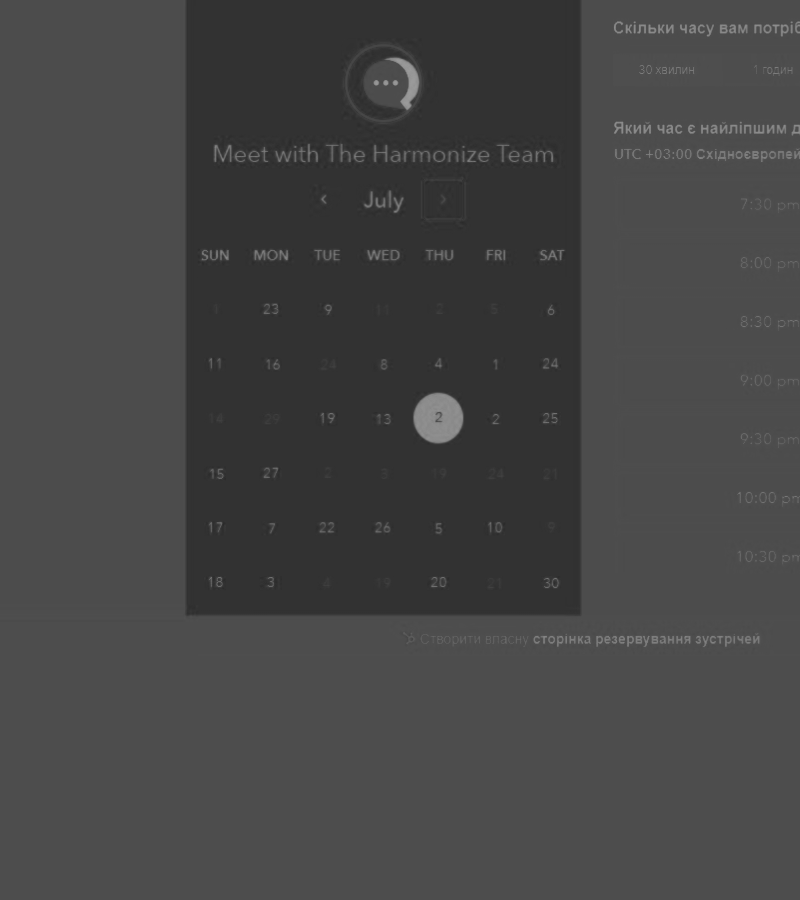 Meet with The Harmonize Team
July
SUN MON TUE WED THU FRI SAT
1 23 9 11 2 5 6
11 16 24 8 4 1 24
14 29 19 13 2 2 25
15 27 2 3 19 24 21
17 7 22 26 5 10 9
18 3 4 19 20 21 30
Скільки часу вам потріб
30 хвилин 1 годин
Який час є найліпшим д
UTC +03:00 Східноєвропей
7:30 pm
8:00 pm
8:30 pm
9:00 pm
9:30 pm
10:00 pm
10:30 pm
Створити власну сторінка резервування зустрічей